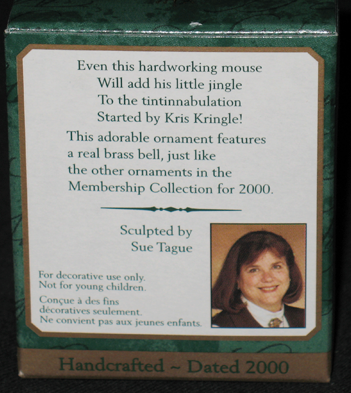 Even this hardworking mouse
Will add his little jingle
To the tintinnabulation
Started by Kris Kringle!
This adorable ornament features
a real brass bell, just like
the other ornaments in the
Membership Collection for 2000.
Sculpted by
Sue Tague
For decorative use only.
Not for young children.
Conçue à des fins
décoratives seulement.
Ne convient pas aux jeunes enfants.
Handcrafted ~ Dated 2000